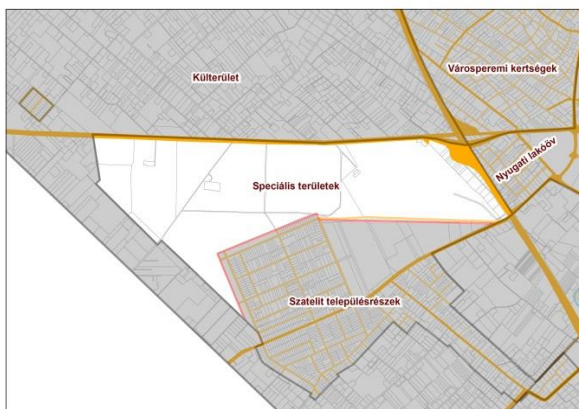 Városperemi kertségek
Külterület
Nyugati lakóöv
Speciális területek
Szatelit településrészek